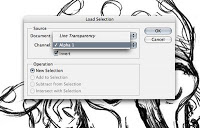 Load Selection
Source
Document: Line Transparency
Channel: Alpha 1
Invert
Operation
New Selection
Add to Selection
Subtract from Selection
Intersect with Selection
OK
Cancel